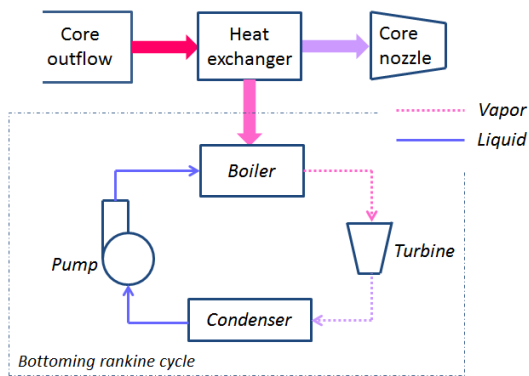 Core
outflow
Heat
exchanger
Core
nozzle
Vapor
Liquid
Boiler
Turbine
Pump
Condenser
Bottoming rankine cycle